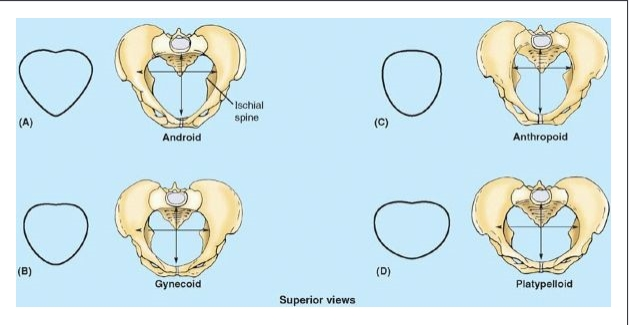 Ischial
spine
(A)
Android
(C)
Anthropoid
(B)
Gynecoid
(D)
Platypelloid
Superior views